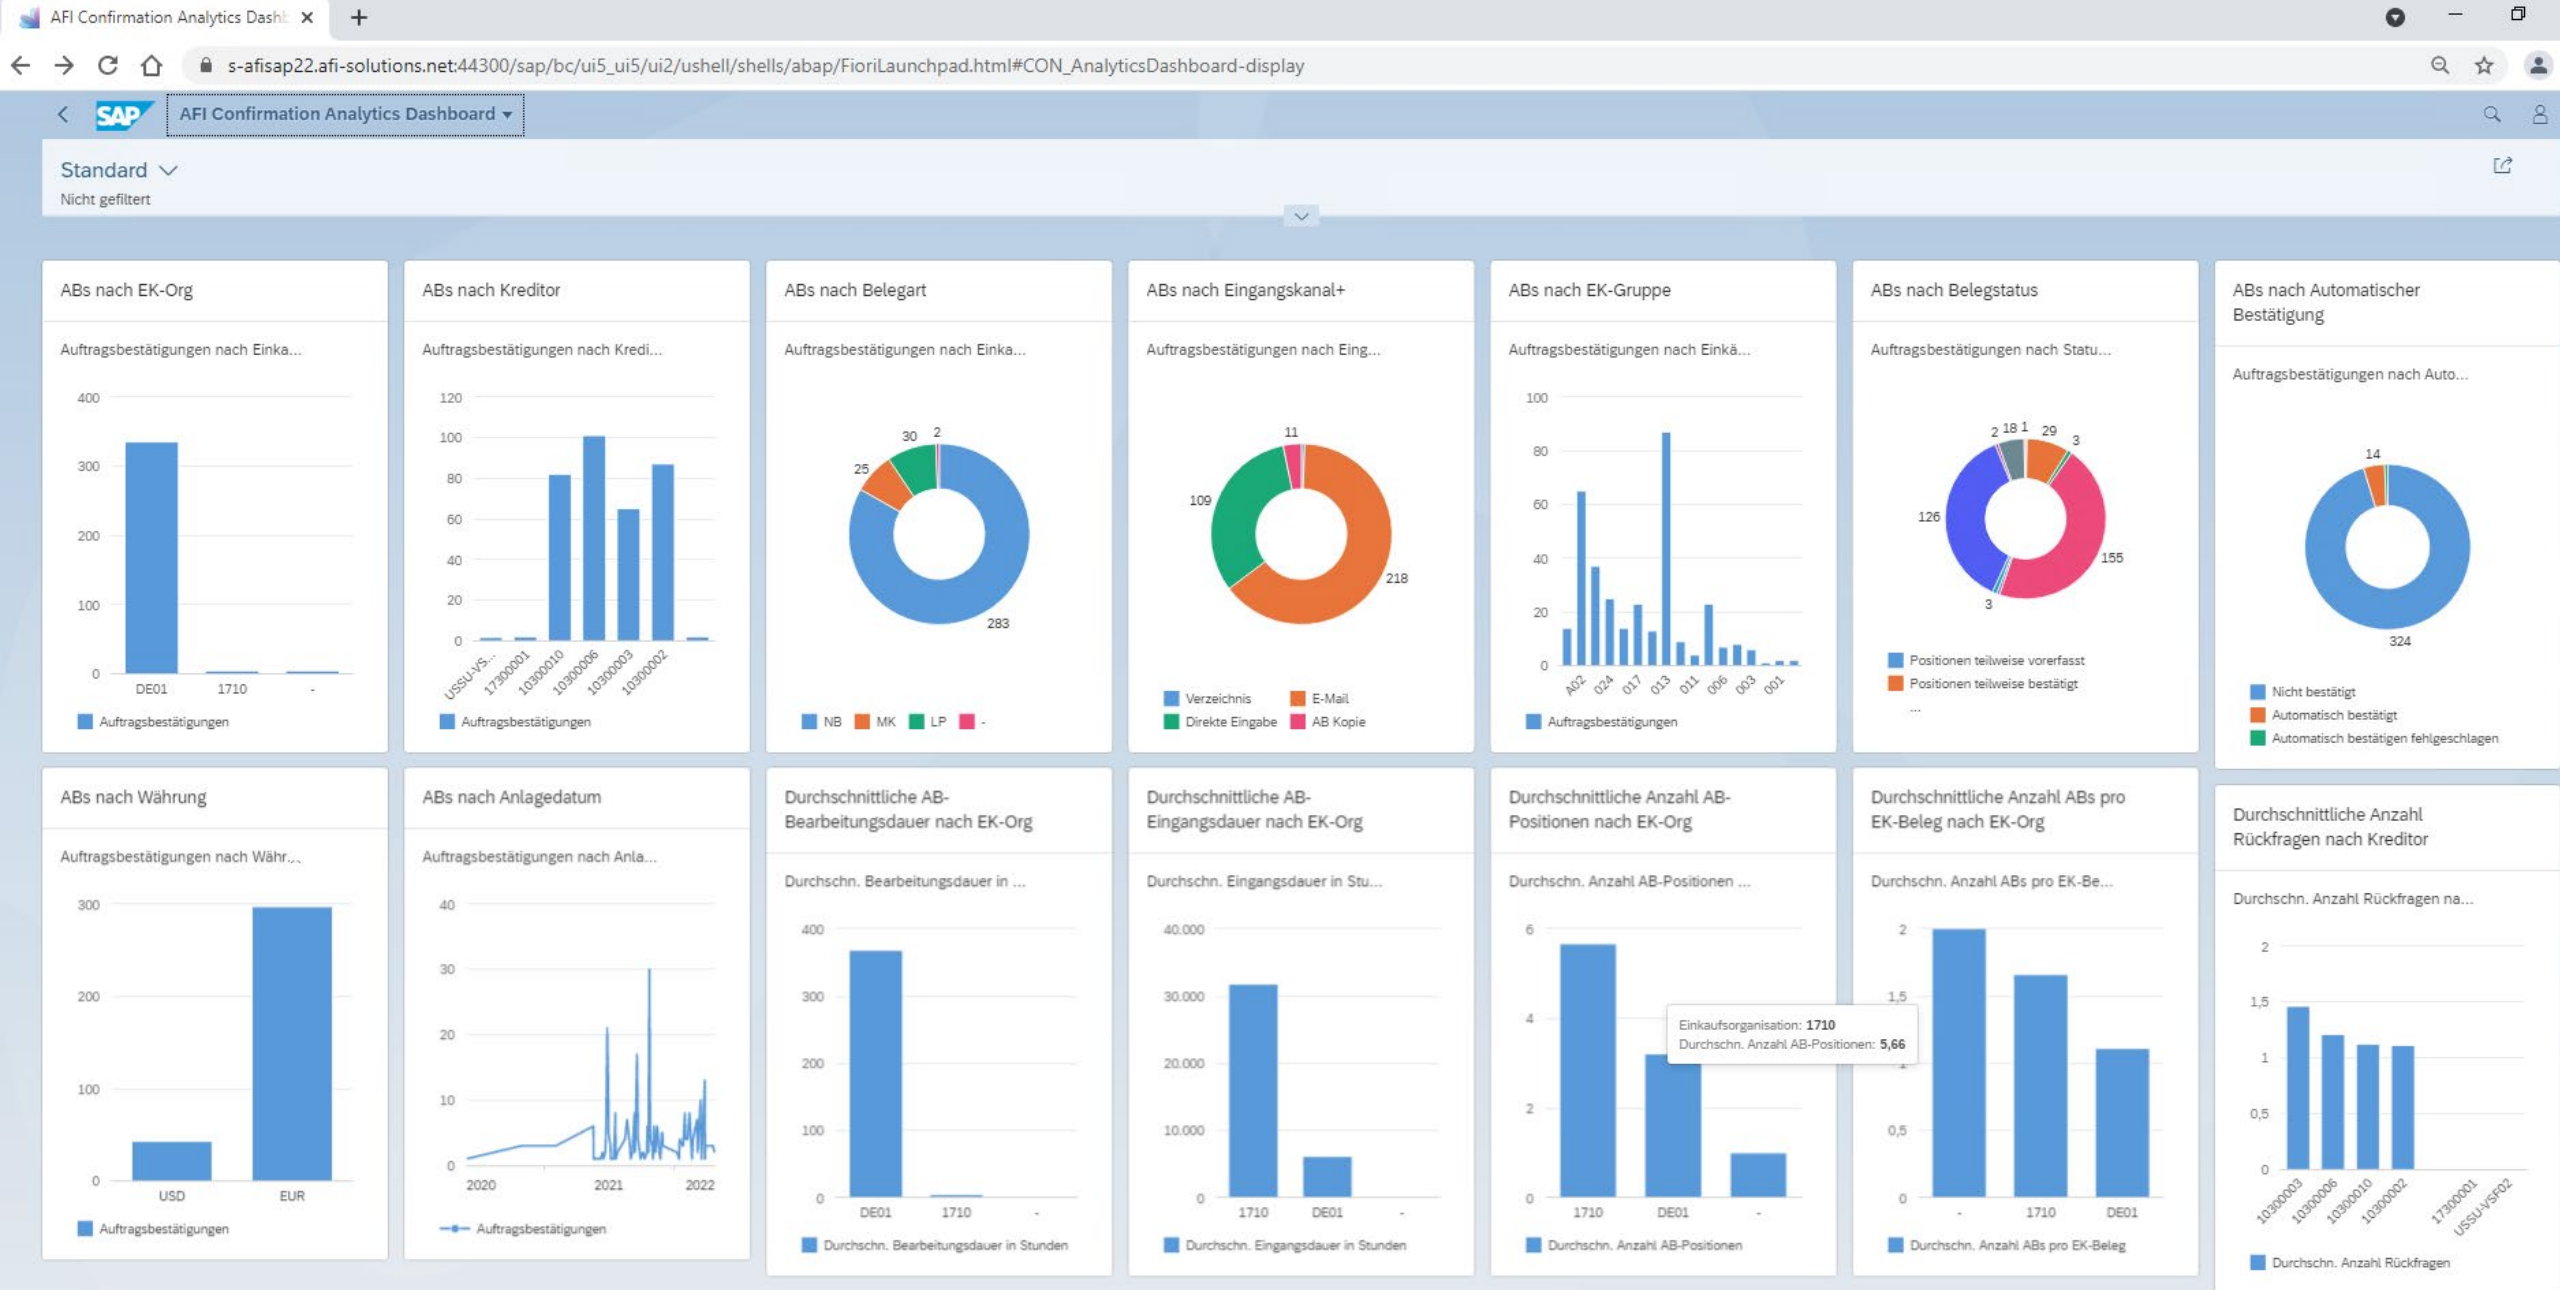 AFI Confirmation Analytics Dash
s-afisap22.afi-solutions.net:44300/sap/bc/ui5_ui5/ui2/ushell/shells/abap/FioriLaunchpad.html#CON_AnalyticsDashboard-display
SAP
AFI Confirmation Analytics Dashboard
Standard
Nicht gefiltert
ABs nach EK-Org
Auftragsbestätigungen nach Einka...
400
300
200
100
0
DE01 1710 -
Auftragsbestätigungen
ABs nach Kreditor
Auftragsbestätigungen nach Kredi...
120
100
80
60
40
20
0
USSU-VS... 17300001 10300010 10300006 10300003 10300002
Auftragsbestätigungen
ABs nach Belegart
Auftragsbestätigungen nach Einka...
30 2
25
283
NB MK LP -
ABs nach Eingangskanal+
Auftragsbestätigungen nach Eing...
11
109
218
Verzeichnis E-Mail
Direkte Eingabe AB Kopie
ABs nach EK-Gruppe
Auftragsbestätigungen nach Einkä...
100
80
60
40
20
0
A02 024 017 013 011 006 003 001
Auftragsbestätigungen
ABs nach Belegstatus
Auftragsbestätigungen nach Statu...
2 18 1 29 3
126
155
3
Positionen teilweise vorerfasst
Positionen teilweise bestätigt
...
ABs nach Automatischer
Bestätigung
Auftragsbestätigungen nach Auto...
14
324
Nicht bestätigt
Automatisch bestätigt
Automatisch bestätigen fehlgeschlagen
ABs nach Währung
Auftragsbestätigungen nach Währ...
300
200
100
0
USD EUR
Auftragsbestätigungen
ABs nach Anlagedatum
Auftragsbestätigungen nach Anla...
40
30
20
10
0
2020 2021 2022
Auftragsbestätigungen
Durchschnittliche AB-
Bearbeitungsdauer nach EK-Org
Durchschn. Bearbeitungsdauer in ...
400
300
200
100
0
DE01 1710 -
Durchschn. Bearbeitungsdauer in Stunden
Durchschnittliche AB-
Eingangsdauer nach EK-Org
Durchschn. Eingangsdauer in Stu...
40.000
30.000
20.000
10.000
0
1710 DE01 -
Durchschn. Eingangsdauer in Stunden
Durchschnittliche Anzahl AB-
Positionen nach EK-Org
Durchschn. Anzahl AB-Positionen ...
6
4
2
0
1710 DE01 -
Durchschn. Anzahl AB-Positionen
Einkaufsorganisation: 1710
Durchschn. Anzahl AB-Positionen: 5,66
Durchschnittliche Anzahl ABs pro
EK-Beleg nach EK-Org
Durchschn. Anzahl ABs pro EK-Be...
2
1,5
0,5
0
- 1710 DE01
Durchschn. Anzahl ABs pro EK-Beleg
Durchschnittliche Anzahl
Rückfragen nach Kreditor
Durchschn. Anzahl Rückfragen na...
2
1,5
1
0,5
0
10300003 10300006 10300010 10300002 17300001 USSU-VSF02
Durchschn. Anzahl Rückfragen